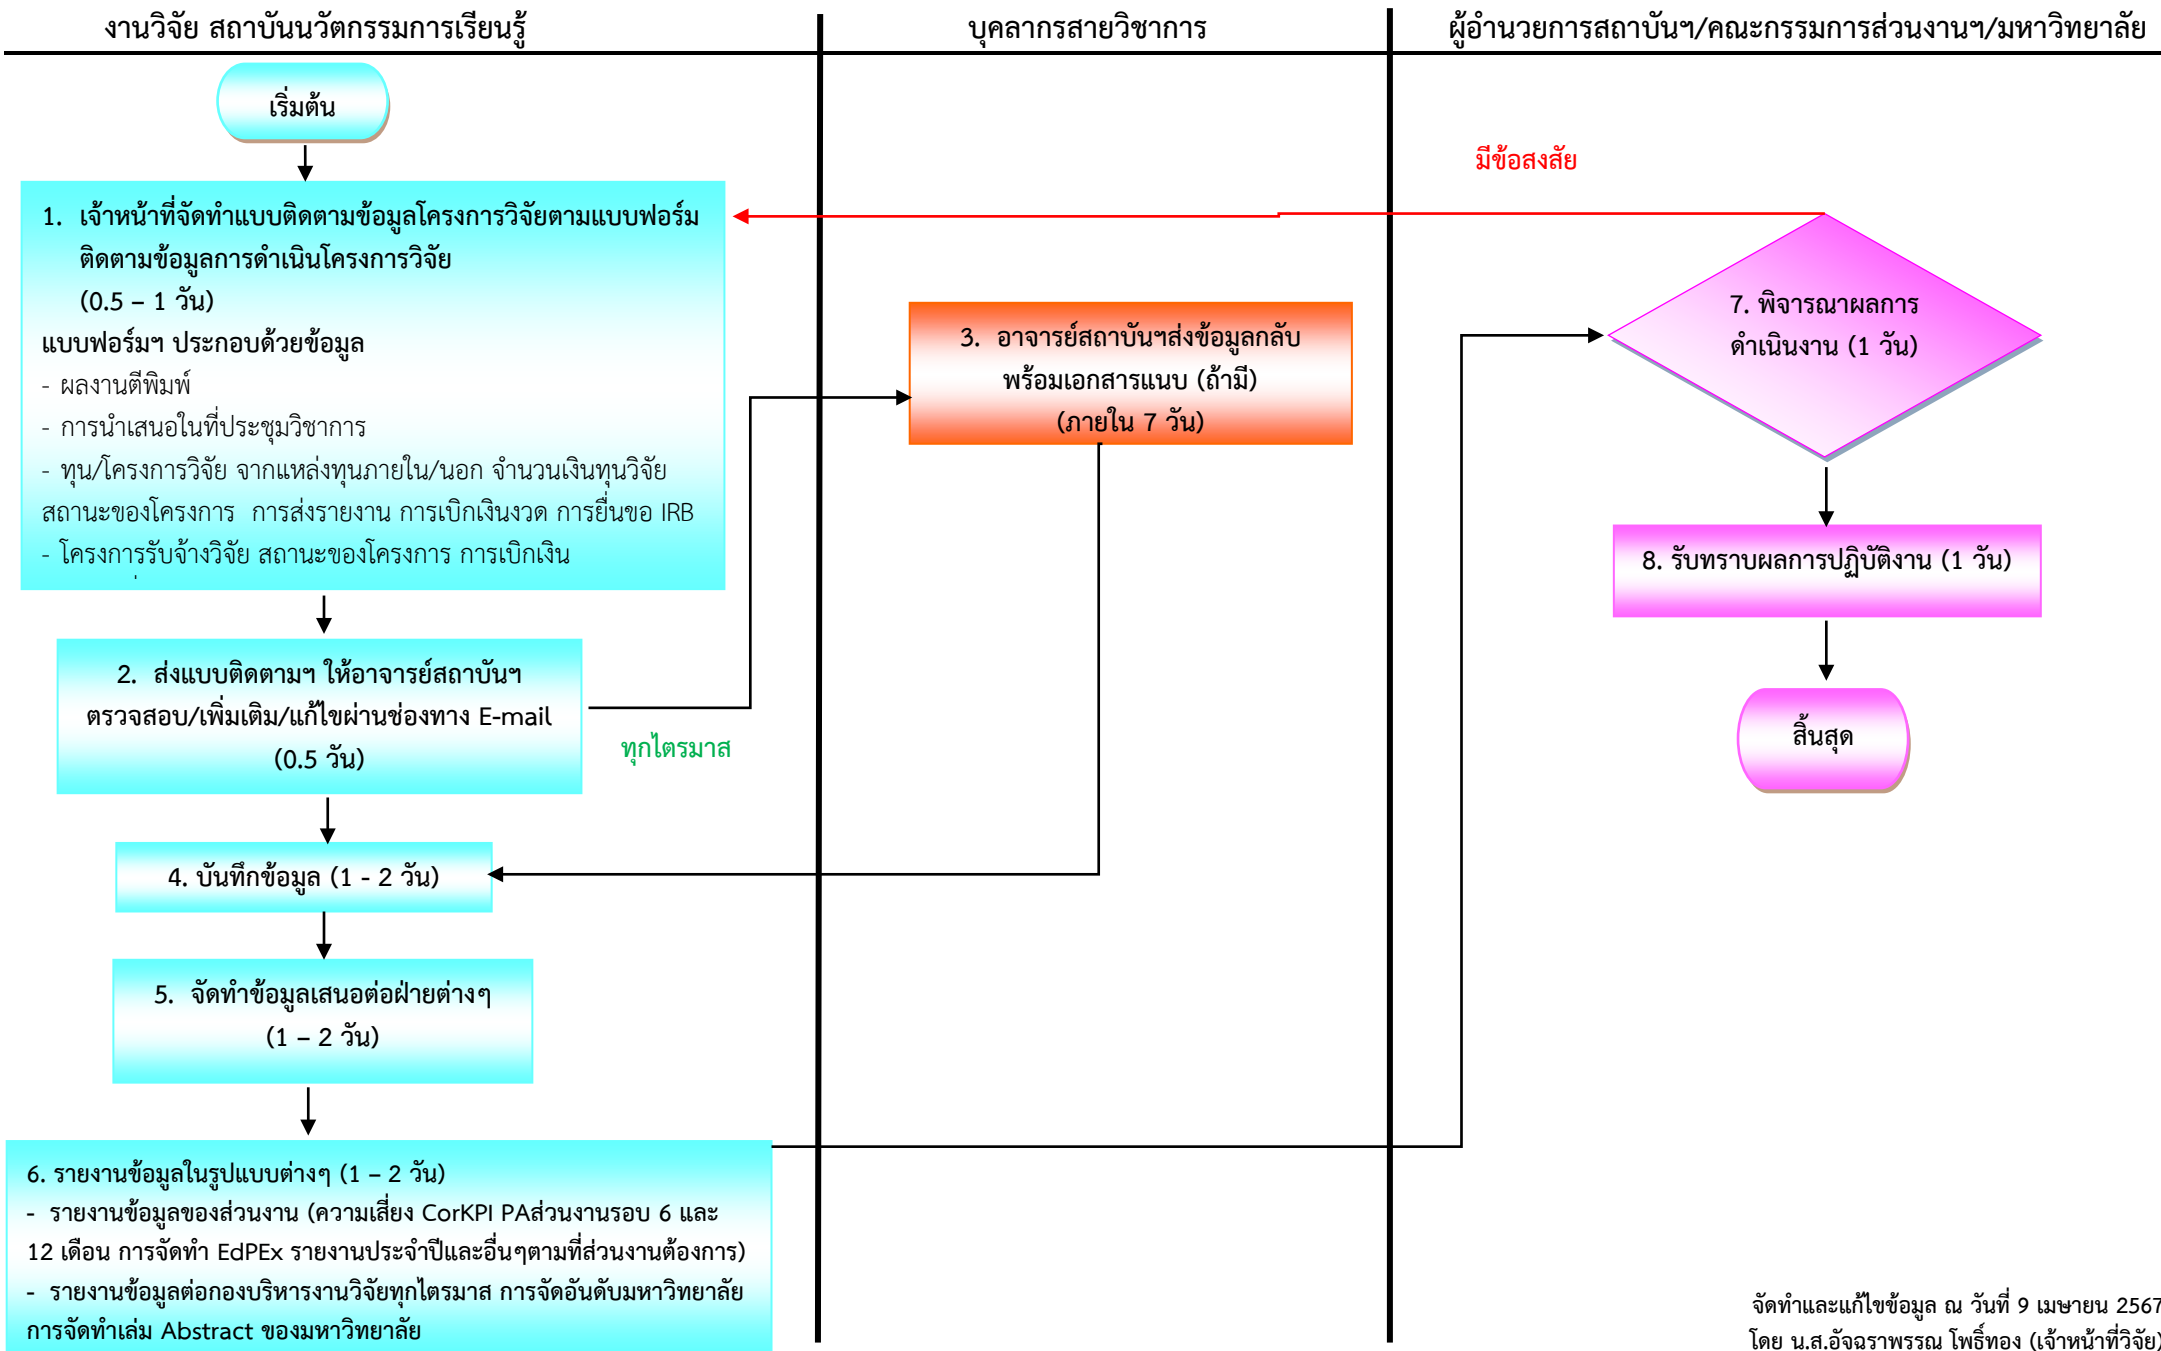 งานวิจัย สถาบันนวัตกรรมการเรียนรู้
บุคลากรสายวิชาการ
ผู้อำนวยการสถาบันฯ/คณะกรรมการส่วนงานฯ/มหาวิทยาลัย
เริ่มต้น
มีข้อสงสัย
1. เจ้าหน้าที่จัดทำแบบติดตามข้อมูลโครงการวิจัยตามแบบฟอร์ม
ติดตามข้อมูลการดำเนินโครงการวิจัย
(0.5 – 1 วัน)
แบบฟอร์มฯ ประกอบด้วยข้อมูล
- ผลงานตีพิมพ์
- การนำเสนอในที่ประชุมวิชาการ
- ทุน/โครงการวิจัย จากแหล่งทุนภายใน/นอก จำนวนเงินทุนวิจัย
สถานะของโครงการ การส่งรายงาน การเบิกเงินงวด การยื่นขอ IRB
- โครงการรับจ้างวิจัย สถานะของโครงการ การเบิกเงิน
2. ส่งแบบติดตามฯ ให้อาจารย์สถาบันฯ
ตรวจสอบ/เพิ่มเติม/แก้ไขผ่านช่องทาง E-mail
(0.5 วัน)
ทุกไตรมาส
3. อาจารย์สถาบันฯส่งข้อมูลกลับ
พร้อมเอกสารแนบ (ถ้ามี)
(ภายใน 7 วัน)
4. บันทึกข้อมูล (1 - 2 วัน)
5. จัดทำข้อมูลเสนอต่อฝ่ายต่างๆ
(1 – 2 วัน)
6. รายงานข้อมูลในรูปแบบต่างๆ (1 – 2 วัน)
- รายงานข้อมูลของส่วนงาน (ความเสี่ยง CorKPI PAส่วนงานรอบ 6 และ
12 เดือน การจัดทำ EdPEx รายงานประจำปีและอื่นๆตามที่ส่วนงานต้องการ)
- รายงานข้อมูลต่อกองบริหารงานวิจัยทุกไตรมาส การจัดอันดับมหาวิทยาลัย
การจัดทำเล่ม Abstract ของมหาวิทยาลัย
7. พิจารณาผลการ
ดำเนินงาน (1 วัน)
8. รับทราบผลการปฏิบัติงาน (1 วัน)
สิ้นสุด
จัดทำและแก้ไขข้อมูล ณ วันที่ 9 เมษายน 2567
โดย น.ส.อัจฉราพรรณ โพธิ์ทอง (เจ้าหน้าที่วิจัย)